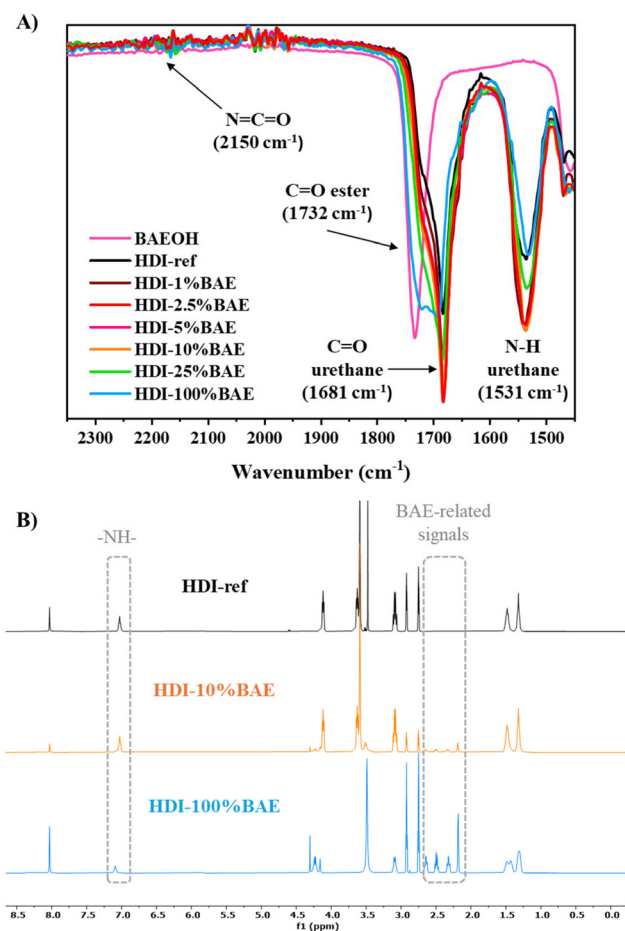 A)
N=C=O
(2150 cm-1)
C=O ester
(1732 cm-1)
BAEOH
HDI-ref
HDI-1%BAE
HDI-2.5%BAE
HDI-5%BAE
HDI-10%BAE
HDI-25%BAE
HDI-100%BAE
C=O
urethane
(1681 cm-1)
N-H
urethane
(1531 cm-1)
2300 2200 2100 2000 1900 1800 1700 1600 1500
Wavenumber (cm-1)
B)
-NH-
BAE-related
signals
HDI-ref
HDI-10%BAE
HDI-100%BAE
8.5 8.0 7.5 7.0 6.5 6.0 5.5 5.0 4.5 4.0 3.5 3.0 2.5 2.0 1.5 1.0 0.5 0.0
f1 (ppm)